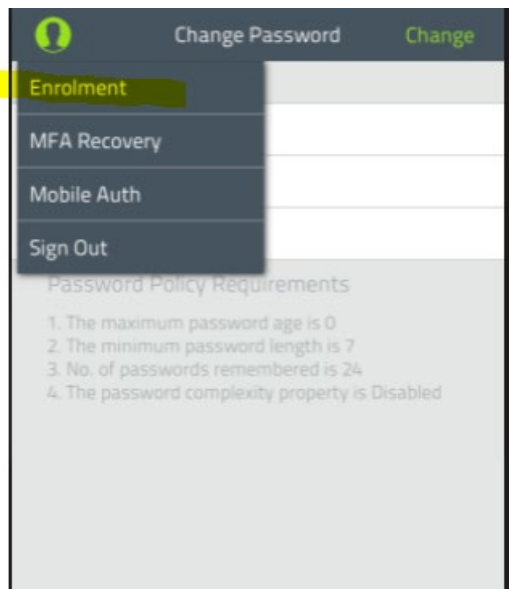 Change Password
Change
Enrolment
MFA Recovery
Mobile Auth
Sign Out
Password Policy Requirements
1. The maximum password age is 0
2. The minimum password length is 7
3. No. of passwords remembered is 24
4. The password complexity property is Disabled